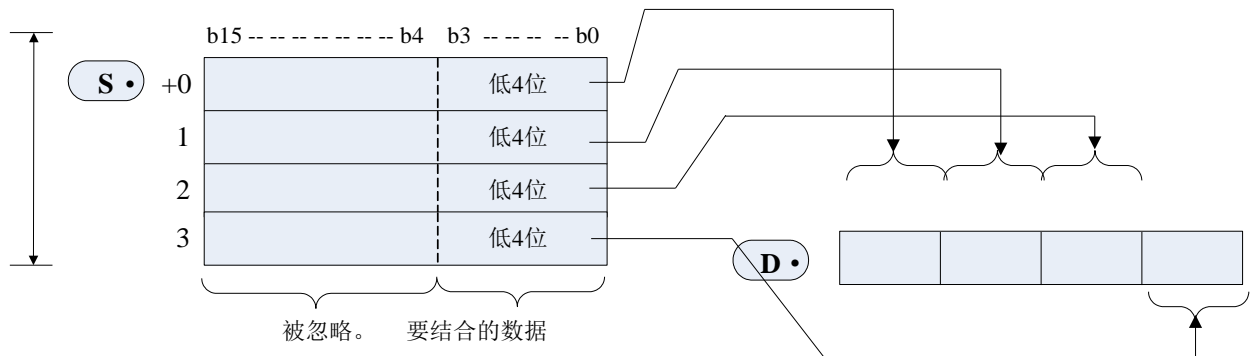 b15 -- -- -- -- -- -- -- b4 b3 -- -- -- -- b0
S• +0 低4位
1 低4位
2 低4位
3 低4位
D•
被忽略。 要结合的数据